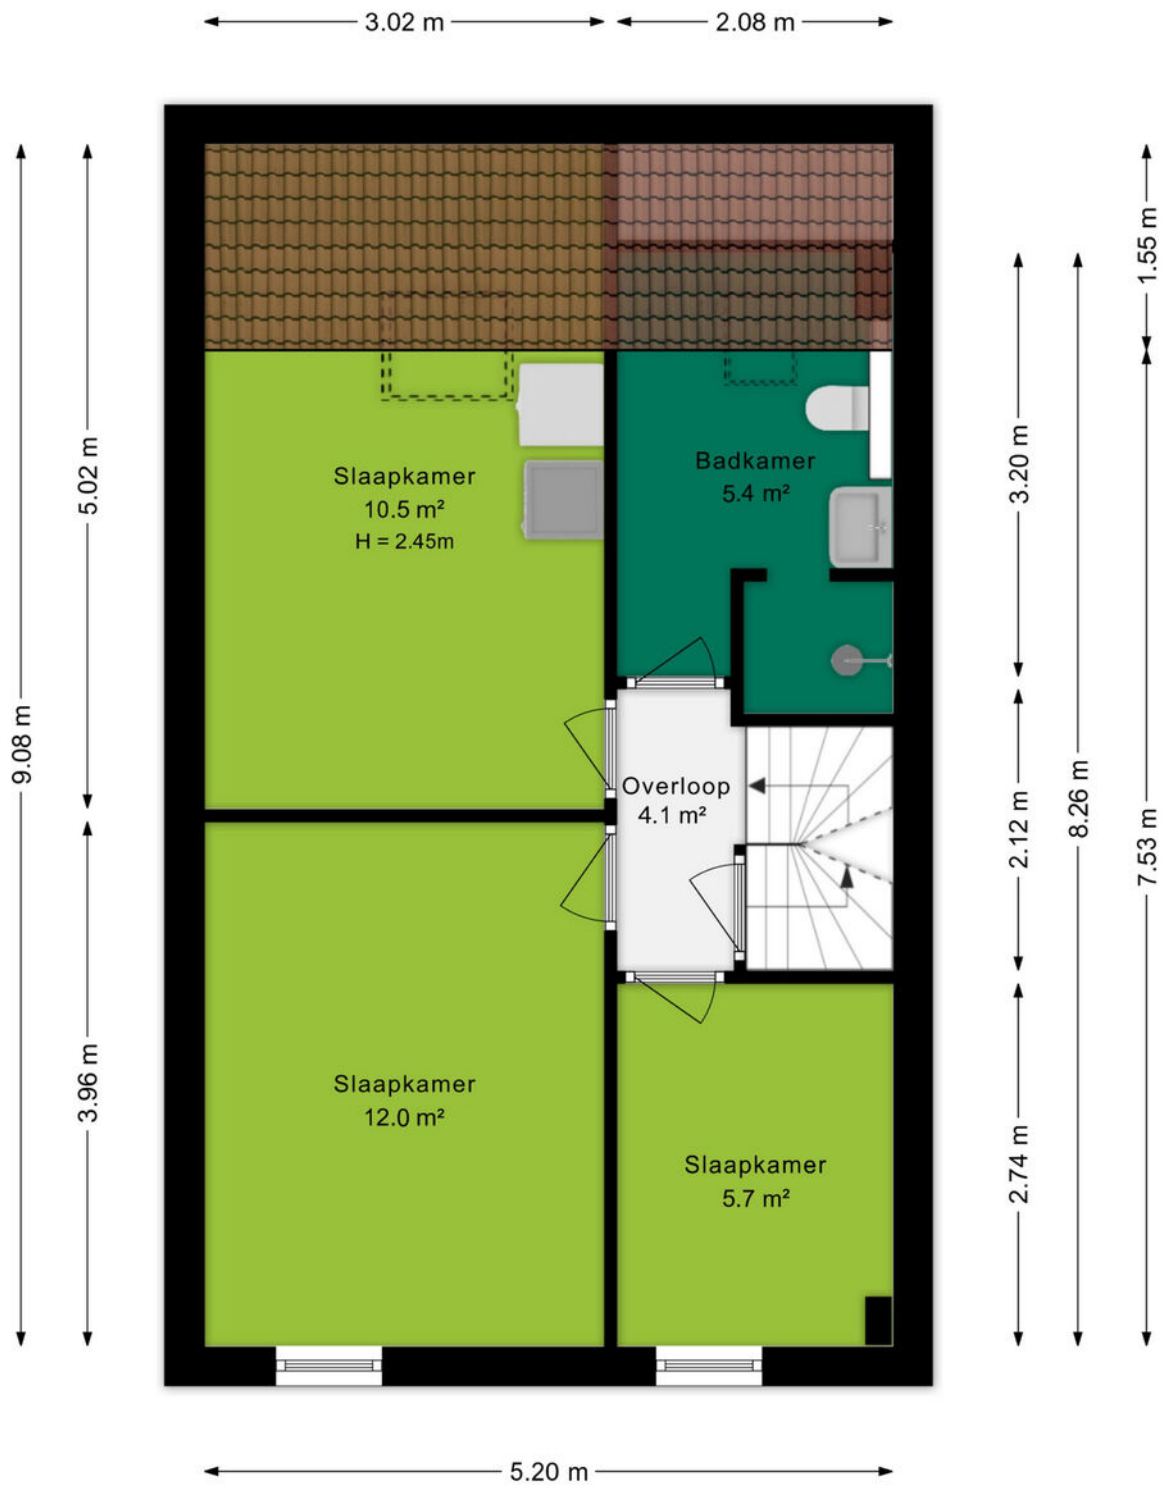 3.02 m
2.08 m
1.55 m
5.02 m
Slaapkamer
10.5 m²
H = 2.45m
Badkamer
5.4 m²
3.20 m
9.08 m
Overloop
4.1 m²
2.12 m
8.26 m
7.53 m
3.96 m
Slaapkamer
12.0 m²
Slaapkamer
5.7 m²
2.74 m
5.20 m